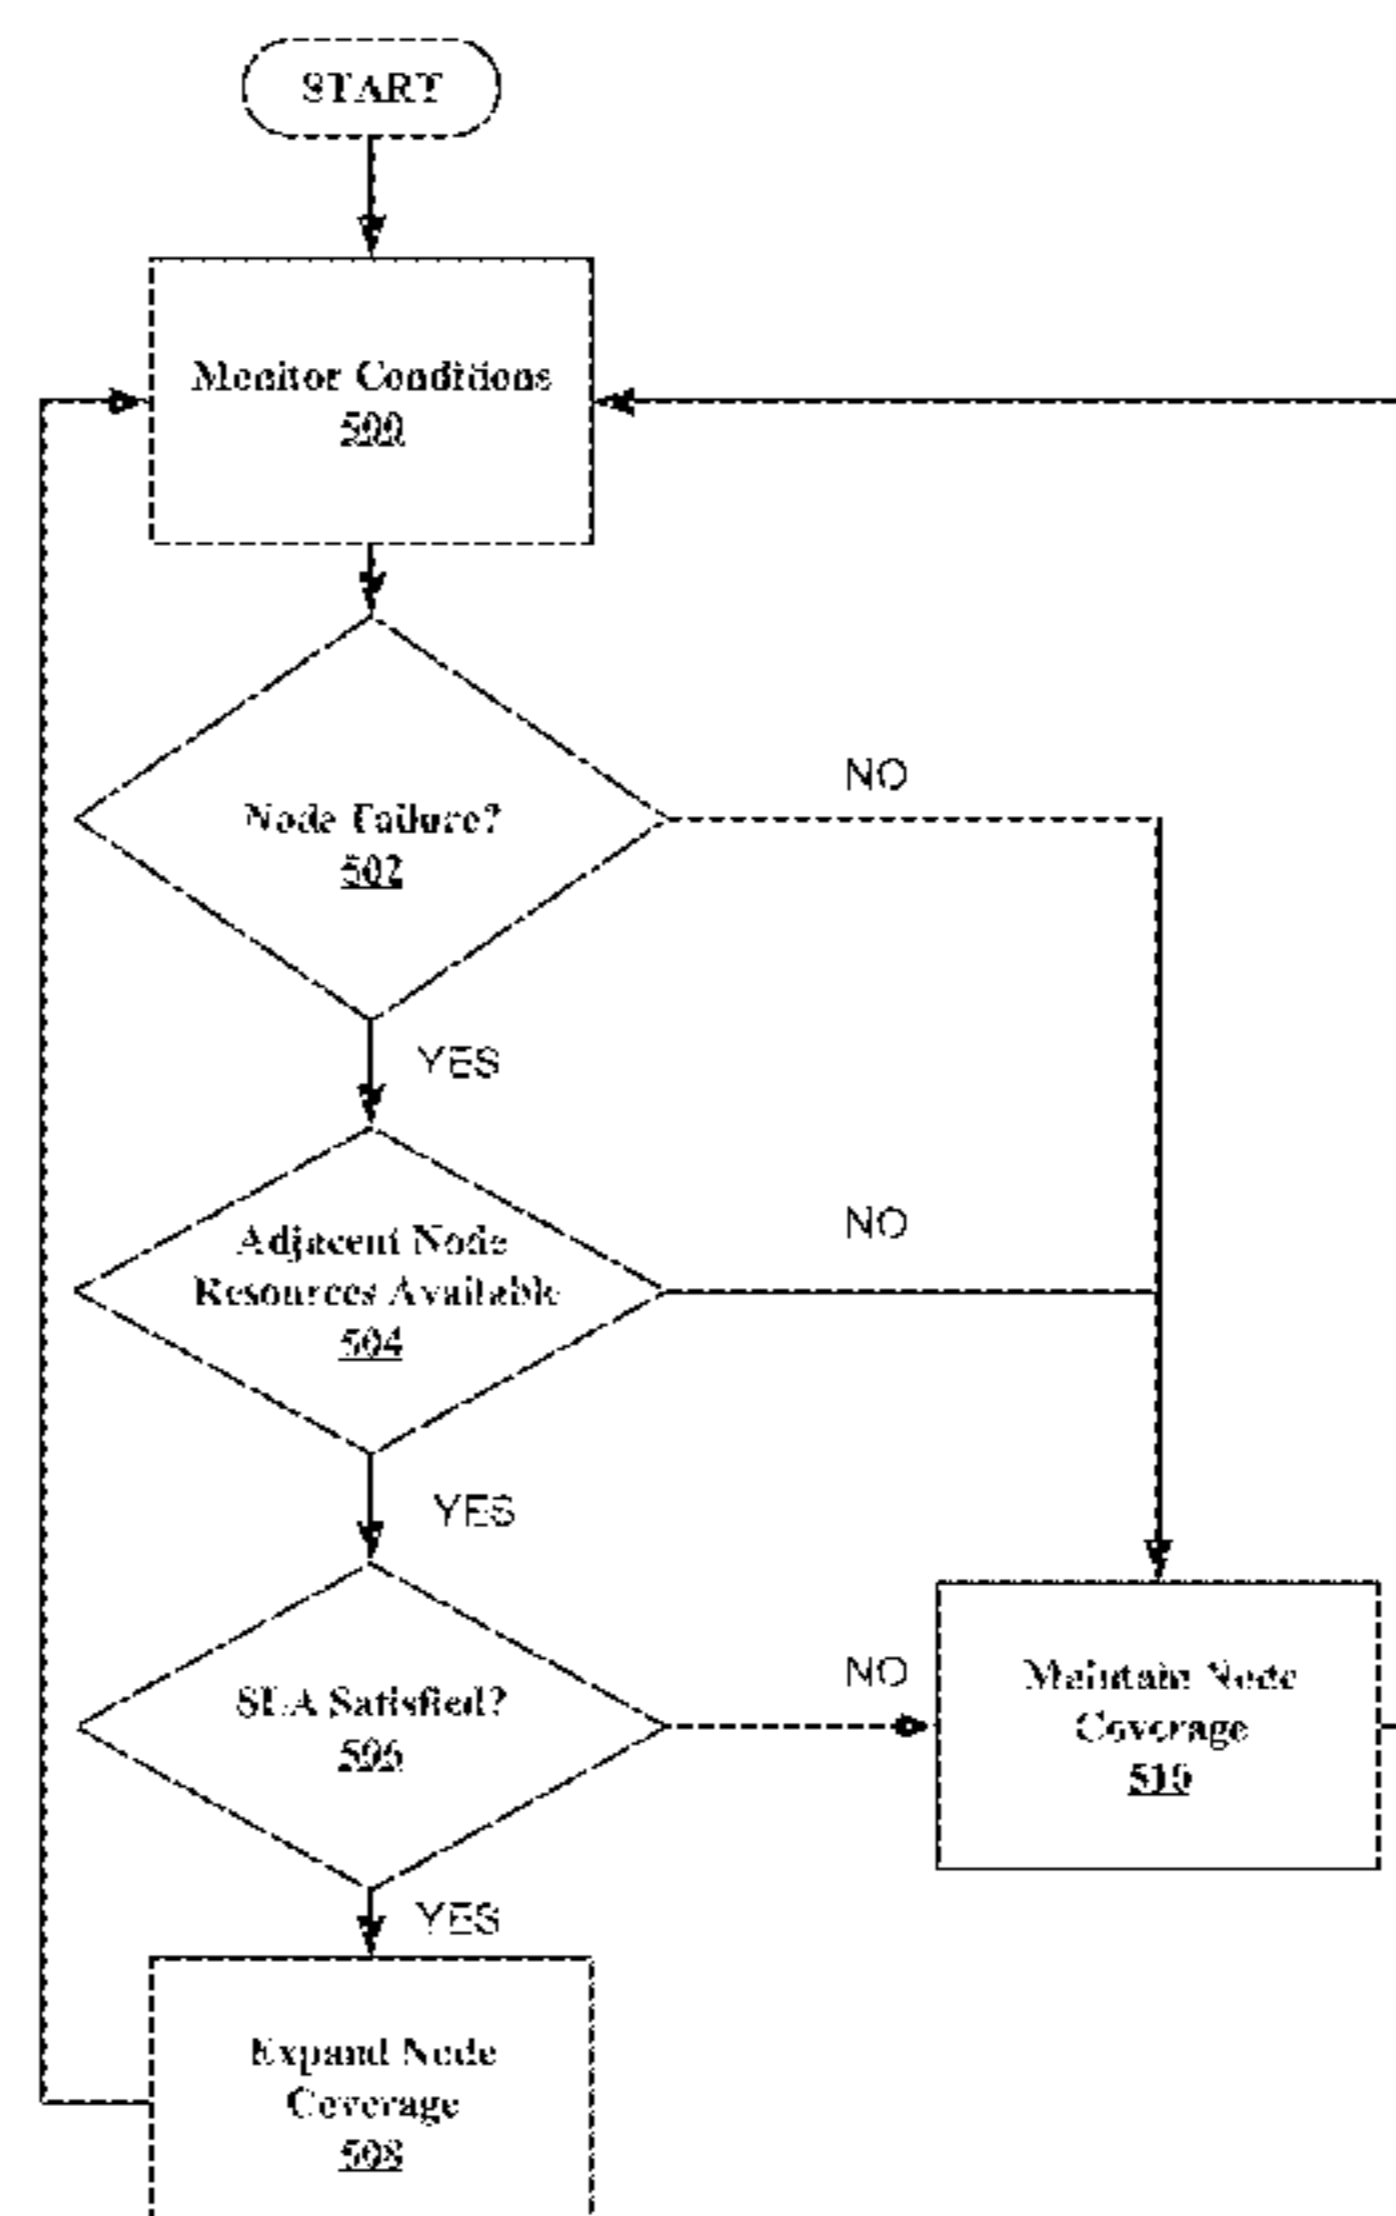 START
Monitor Conditions
500
NO
Node Failure?
502
YES
NO
Adjacent Node
Resources Available
504
YES
NO
SLA Satisfied?
506
Maintain Node
Coverage
510
YES
Expand Node
Coverage
508